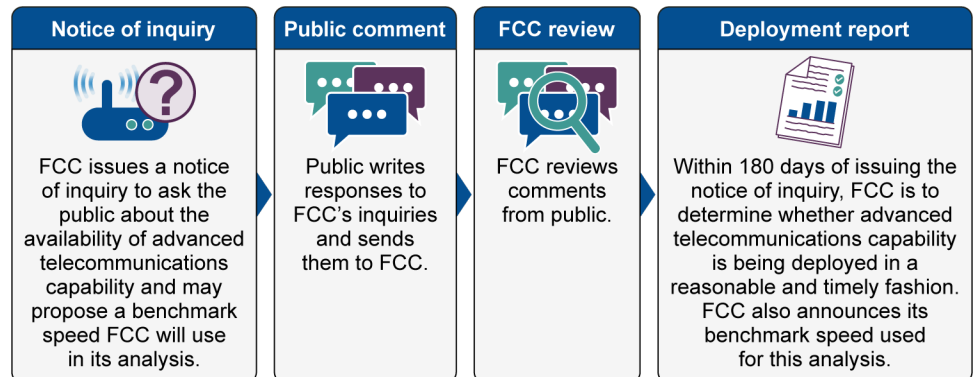 Notice of inquiry
FCC issues a notice
of inquiry to ask the
public about the
availability of advanced
telecommunications
capability and may
propose a benchmark
speed FCC will use
in its analysis.
Public comment
Public writes
responses to
FCC’s inquiries
and sends
them to FCC.
FCC review
FCC reviews
comments
from public.
Deployment report
Within 180 days of issuing the
notice of inquiry, FCC is to
determine whether advanced
telecommunications capability
is being deployed in a
reasonable and timely fashion.
FCC also announces its
benchmark speed used
for this analysis.